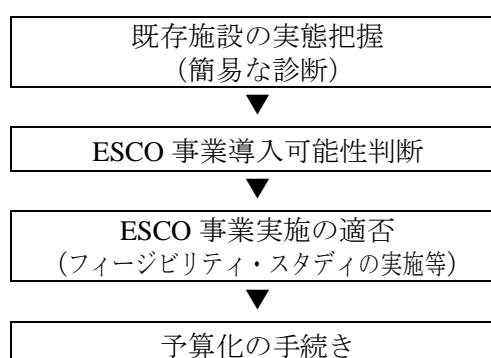 既存施設の実態把握
（簡易な診断）
▼
ESCO 事業導入可能性判断
▼
ESCO 事業実施の適否
（フィージビリティ・スタディの実施等）
▼
予算化の手続き